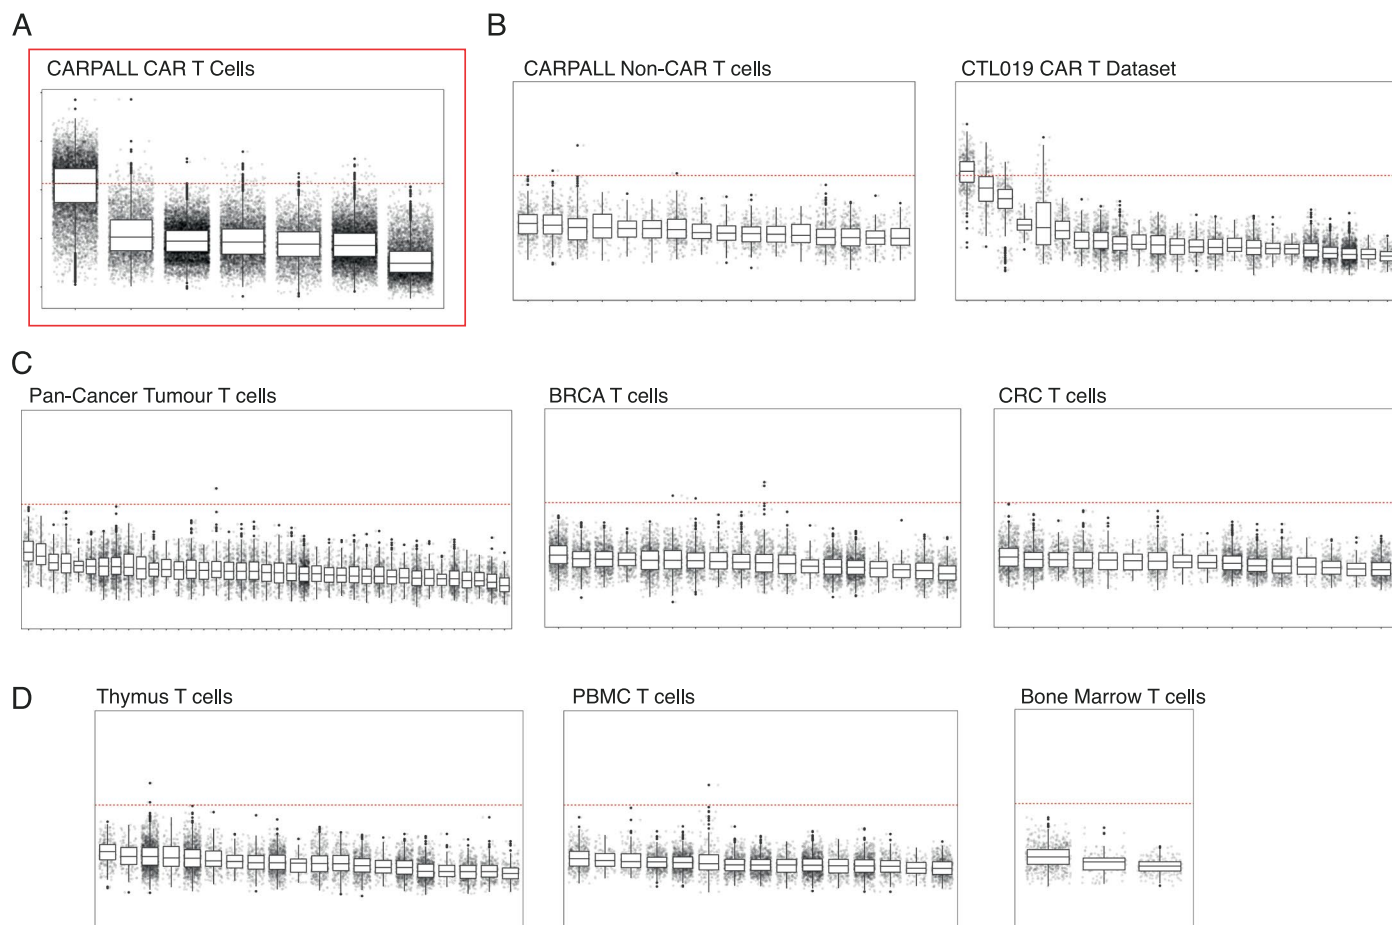 A
B
CARPALL CAR T Cells
CARPALL Non-CAR T cells
CTL019 CAR T Dataset
C
Pan-Cancer Tumour T cells
BRCA T cells
CRC T cells
D
Thymus T cells
PBMC T cells
Bone Marrow T cells